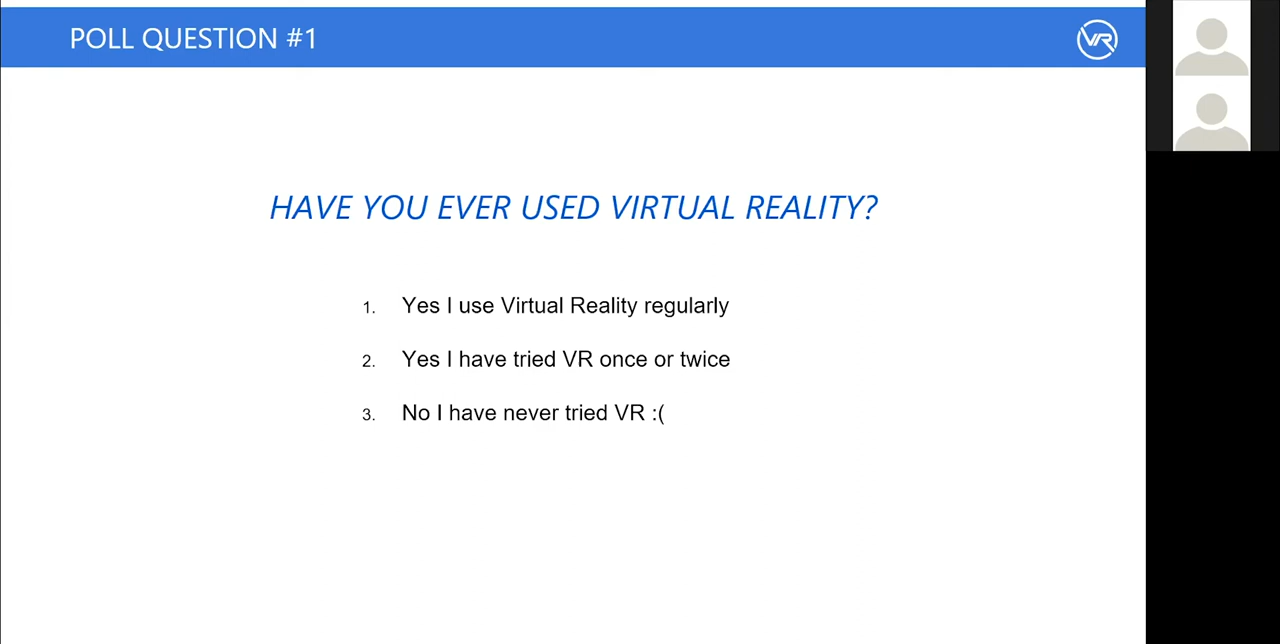 POLL QUESTION #1
VR
HAVE YOU EVER USED VIRTUAL REALITY?
1. Yes I use Virtual Reality regularly
2. Yes I have tried VR once or twice
3. No I have never tried VR :(